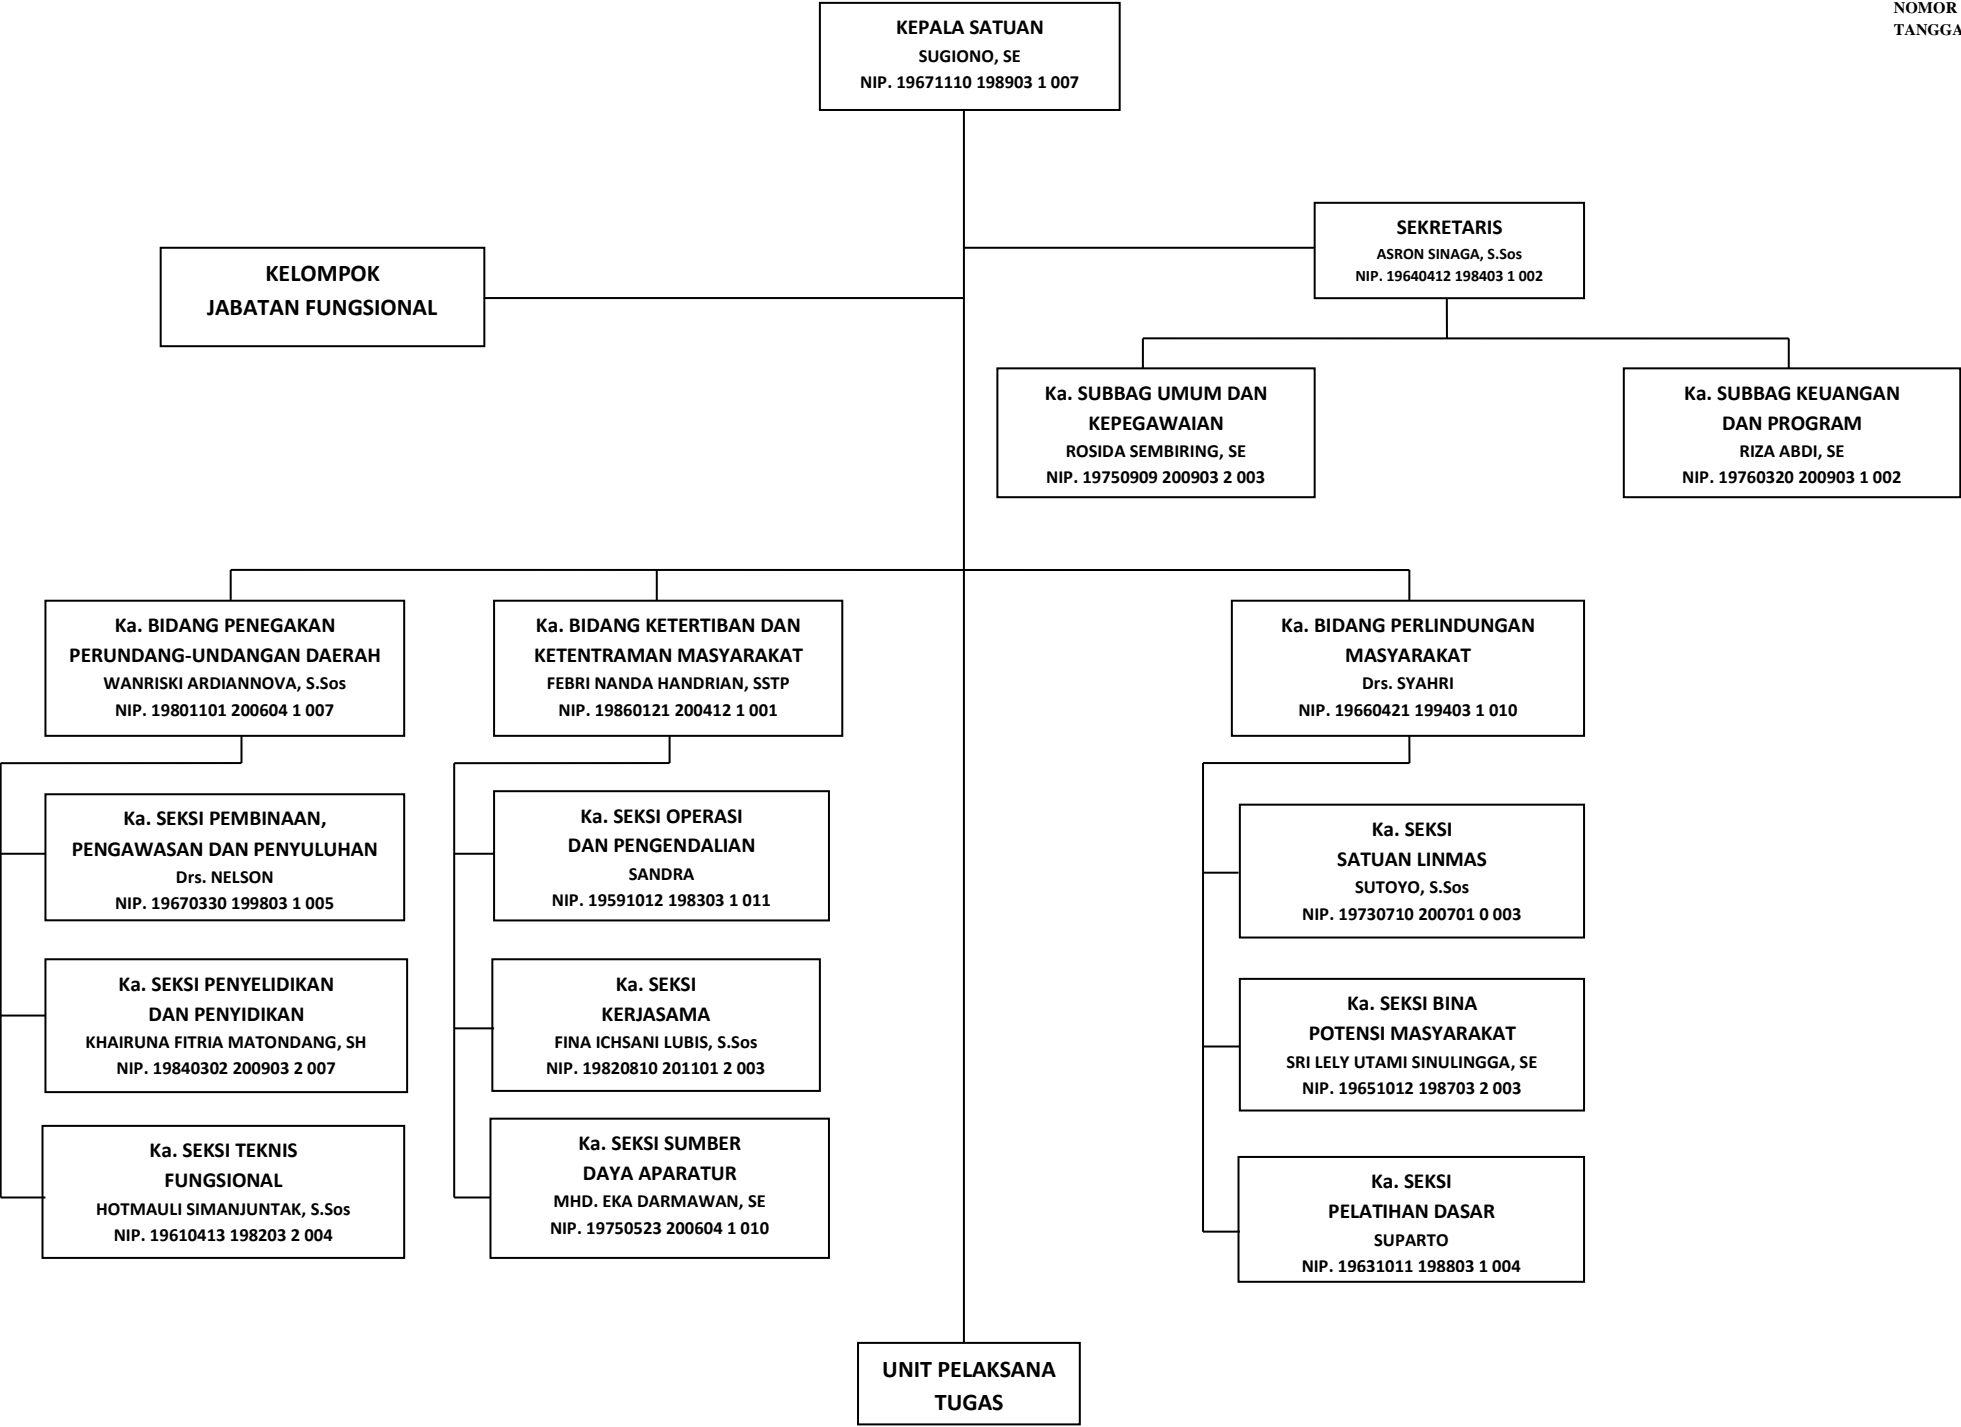 NOMOR
TANGGA
KEPALA SATUAN
SUGIONO, SE
NIP. 19671110 198903 1 007
SEKRETARIS
ASRON SINAGA, S.Sos
NIP. 19640412 198403 1 002
KELOMPOK
JABATAN FUNGSIONAL
Ka. SUBBAG UMUM DAN
KEPEGAWAIAN
ROSIDA SEMBIRING, SE
NIP. 19750909 200903 2 003
Ka. SUBBAG KEUANGAN
DAN PROGRAM
RIZA ABDI, SE
NIP. 19760320 200903 1 002
Ka. BIDANG PENEGAKAN
PERUNDANG-UNDANGAN DAERAH
WANRISKI ARDIANNOVA, S.Sos
NIP. 19801101 200604 1 007
Ka. BIDANG KETERTIBAN DAN
KETENTRAMAN MASYARAKAT
FEBRI NANDA HANDRIAN, SSTP
NIP. 19860121 200412 1 001
Ka. BIDANG PERLINDUNGAN
MASYARAKAT
Drs. SYAHRI
NIP. 19660421 199403 1 010
Ka. SEKSI PEMBINAAN,
PENGAWASAN DAN PENYULUHAN
Drs. NELSON
NIP. 19670330 199803 1 005
Ka. SEKSI OPERASI
DAN PENGENDALIAN
SANDRA
NIP. 19591012 198303 1 011
Ka. SEKSI
SATUAN LINMAS
SUTOYO, S.Sos
NIP. 19730710 200701 0 003
Ka. SEKSI PENYELIDIKAN
DAN PENYIDIKAN
KHAIRUNA FITRIA MATONDANG, SH
NIP. 19840302 200903 2 007
Ka. SEKSI
KERJASAMA
FINA ICHSANI LUBIS, S.Sos
NIP. 19820810 201101 2 003
Ka. SEKSI BINA
POTENSI MASYARAKAT
SRI LELY UTAMI SINULINGGA, SE
NIP. 19651012 198703 2 003
Ka. SEKSI TEKNIS
FUNGSIONAL
HOTMAULI SIMANJUNTAK, S.Sos
NIP. 19610413 198203 2 004
Ka. SEKSI SUMBER
DAYA APARATUR
MHD. EKA DARMAWAN, SE
NIP. 19750523 200604 1 010
Ka. SEKSI
PELATIHAN DASAR
SUPARTO
NIP. 19631011 198803 1 004
UNIT PELAKSANA
TUGAS